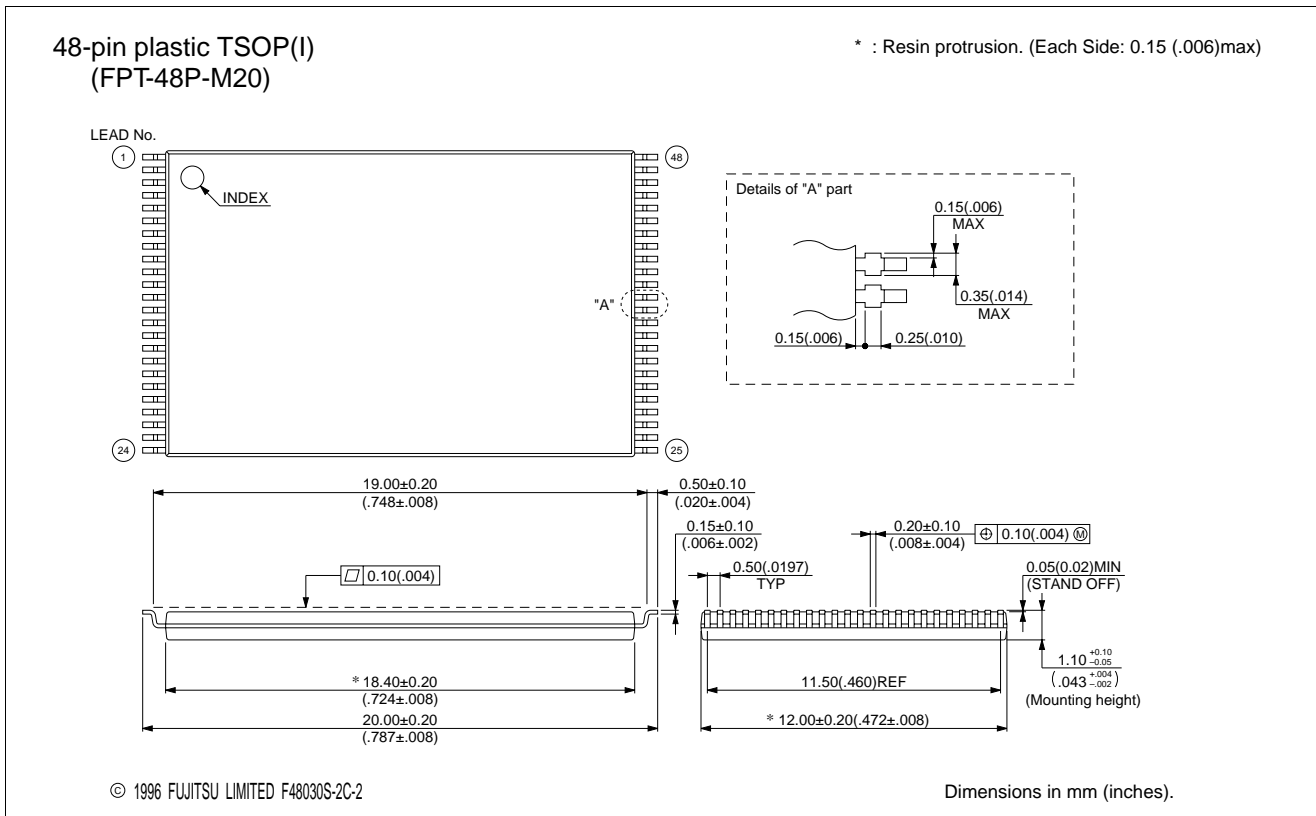 48-pin plastic TSOP(I)
(FPT-48P-M20)
* : Resin protrusion. (Each Side: 0.15 (.006)max)
LEAD No.
1
48
INDEX
"A"
24
25
Details of "A" part
0.15(.006)
MAX
0.35(.014)
MAX
0.15(.006)
0.25(.010)
19.00±0.20
(.748±.008)
0.50±0.10
(.020±.004)
0.15±0.10
(.006±.002)
0.10(.004)
* 18.40±0.20
(.724±.008)
20.00±0.20
(.787±.008)
0.20±0.10
(.008±.004)
0.10(.004) Ⓜ
0.50(.0197)
TYP
0.05(0.02)MIN
(STAND OFF)
1.10 +0.10 –0.05
(.043 +.004 –.002)
(Mounting height)
11.50(.460)REF
* 12.00±0.20(.472±.008)
© 1996 FUJITSU LIMITED F48030S-2C-2
Dimensions in mm (inches).